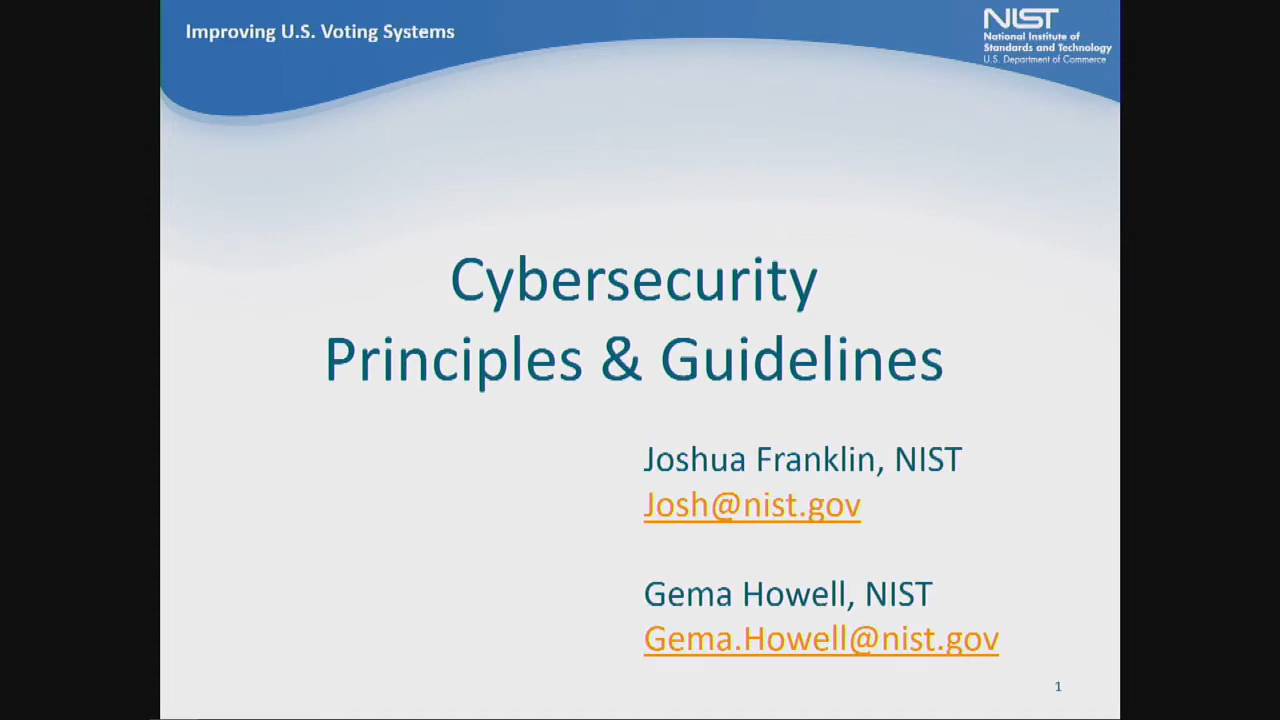 Improving U.S. Voting Systems
NIST
National Institute of
Standards and Technology
U.S. Department of Commerce
Cybersecurity
Principles & Guidelines
Joshua Franklin, NIST
Josh@nist.gov
Gema Howell, NIST
Gema.Howell@nist.gov
1